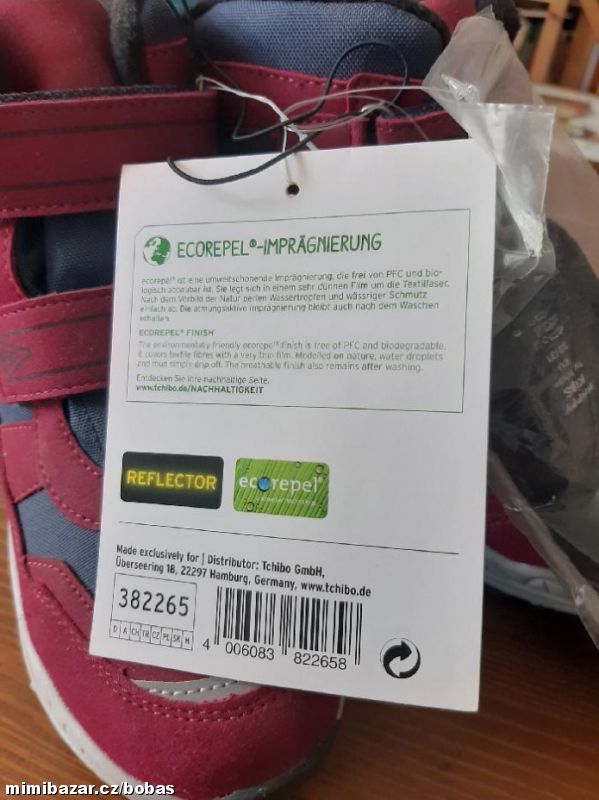 ECOREPEL®-IMPRÄGNIERUNG
ecorepel® ist eine umweltschonende Imprägnierung, die frei von PFC und bio-
logisch abbaubar ist. Sie legt sich in einem sehr dünnen Film um die Textilfaser.
Nach dem Vorbild der Natur perlen Wassertropfen und wässriger Schmutz
einfach ab. Die atmungsaktive Imprägnierung bleibt auch nach dem Waschen
erhalten.
ECOREPEL® FINISH
The environmentally friendly ecorepel® finish is free of PFC and biodegradable.
It covers textile fibres with a very thin film. Modelled on nature, water droplets
and mud simply drip off. The breathable finish also remains after washing.
Entdecken Sie Ihre nachhaltige Seite.
www.tchibo.de/NACHHALTIGKEIT
REFLECTOR
ecorepel®
Made exclusively for | Distributor: Tchibo GmbH,
Überseering 18, 22297 Hamburg, Germany, www.tchibo.de
382265
D A CH TR CZ PL SK H
4 006083 822658
mimibazar.cz/bobas